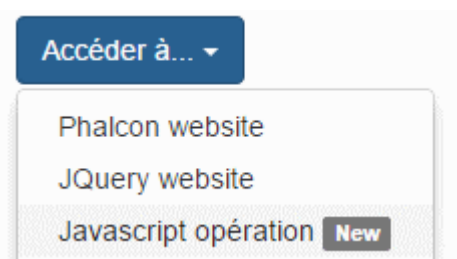 Accéder à...
Phalcon website
JQuery website
Javascript opération New